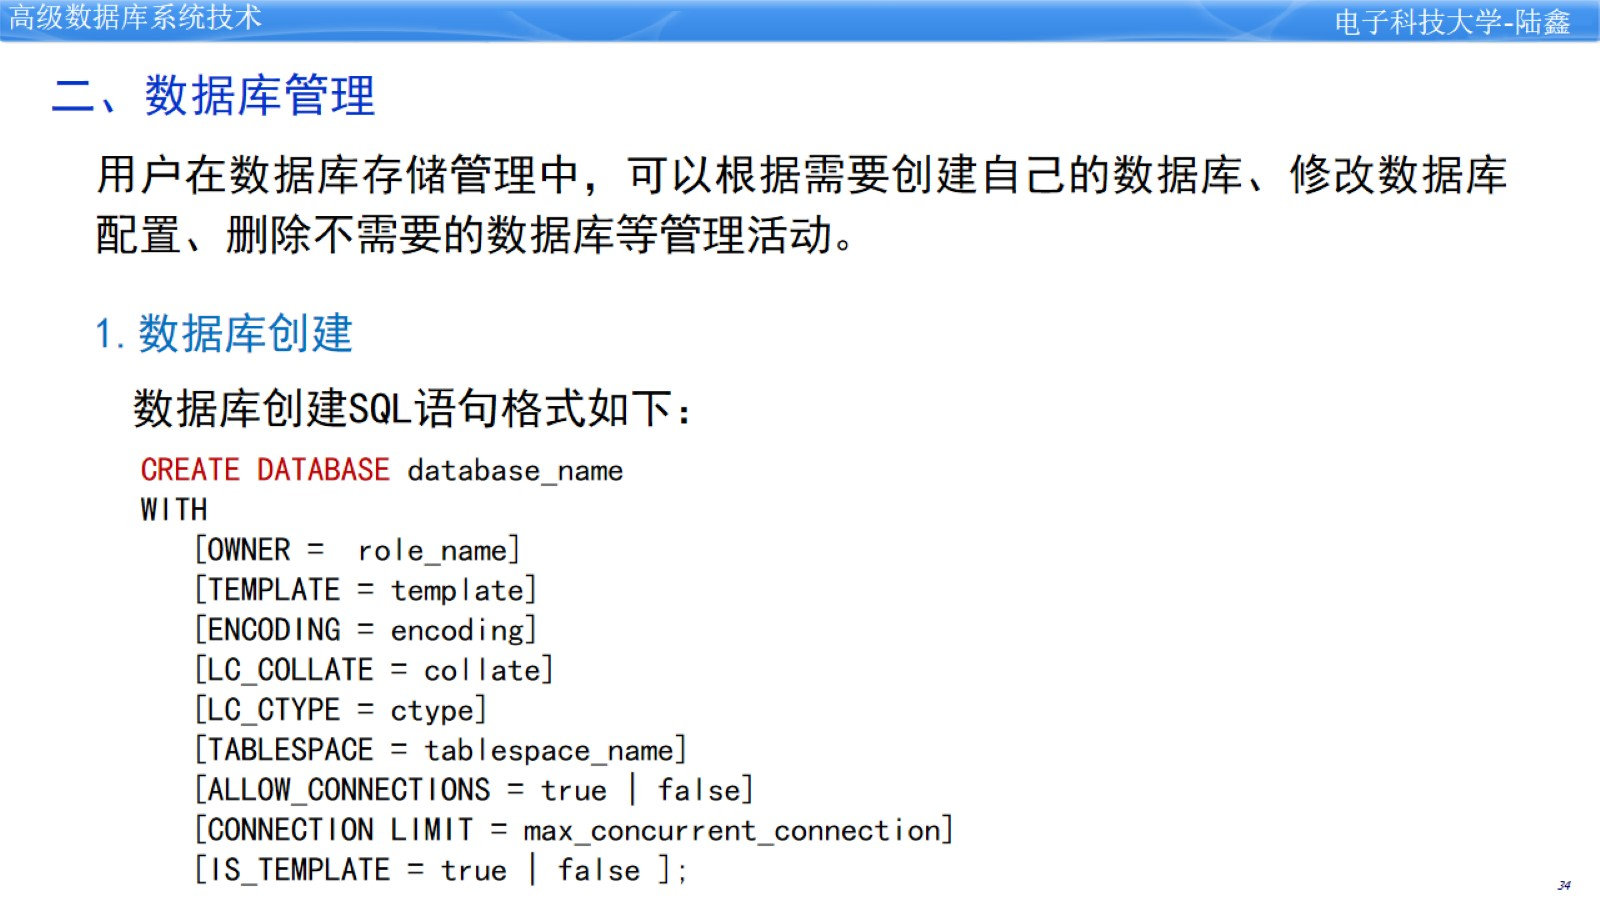 高级数据库系统技术
电子科技大学-陆鑫
二、数据库管理
用户在数据库存储管理中，可以根据需要创建自己的数据库、修改数据库
配置、删除不需要的数据库等管理活动。
1.数据库创建
数据库创建SQL语句格式如下：
CREATE DATABASE database_name
WITH
[OWNER =  role_name]
[TEMPLATE = template]
[ENCODING = encoding]
[LC_COLLATE = collate]
[LC_CTYPE = ctype]
[TABLESPACE = tablespace_name]
[ALLOW_CONNECTIONS = true | false]
[CONNECTION LIMIT = max_concurrent_connection]
[IS_TEMPLATE = true | false ];
34